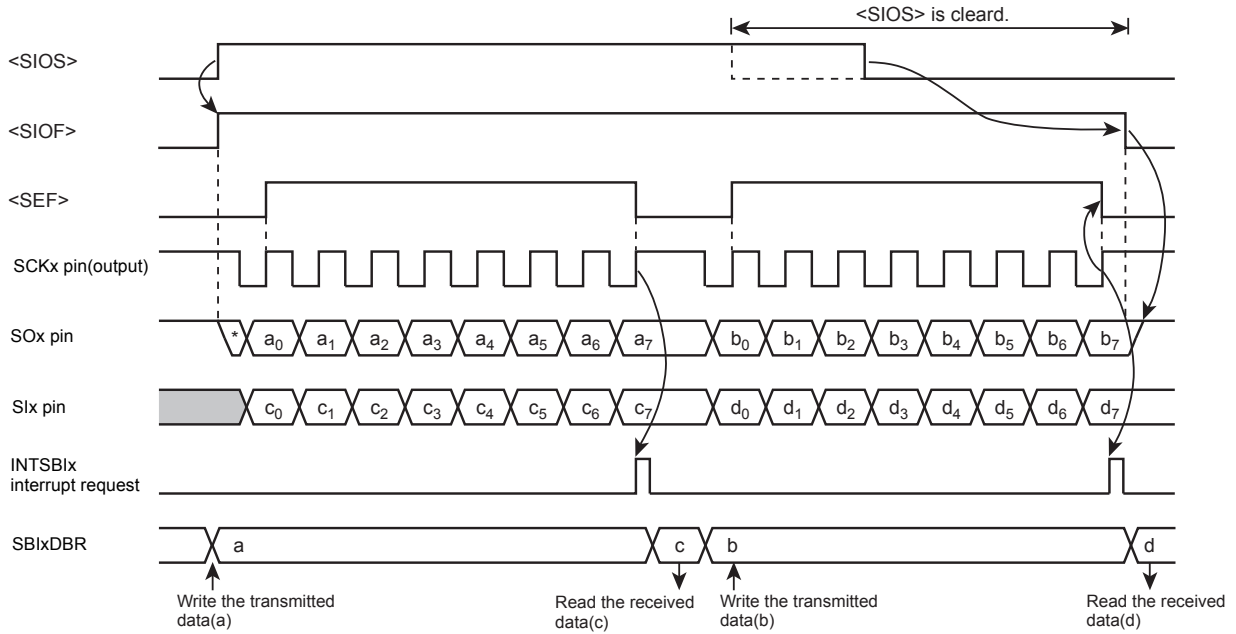 <SIOS> is cleard.
<SIOS>
<SIOF>
<SEF>
SCKx pin(output)
SOx pin
* a0 a1 a2 a3 a4 a5 a6 a7 b0 b1 b2 b3 b4 b5 b6 b7
SIx pin
c0 c1 c2 c3 c4 c5 c6 c7 d0 d1 d2 d3 d4 d5 d6 d7
INTSBIx
interrupt request
SBIxDBR
a c b d
Write the transmitted
data(a)
Read the received
data(c)
Write the transmitted
data(b)
Read the received
data(d)